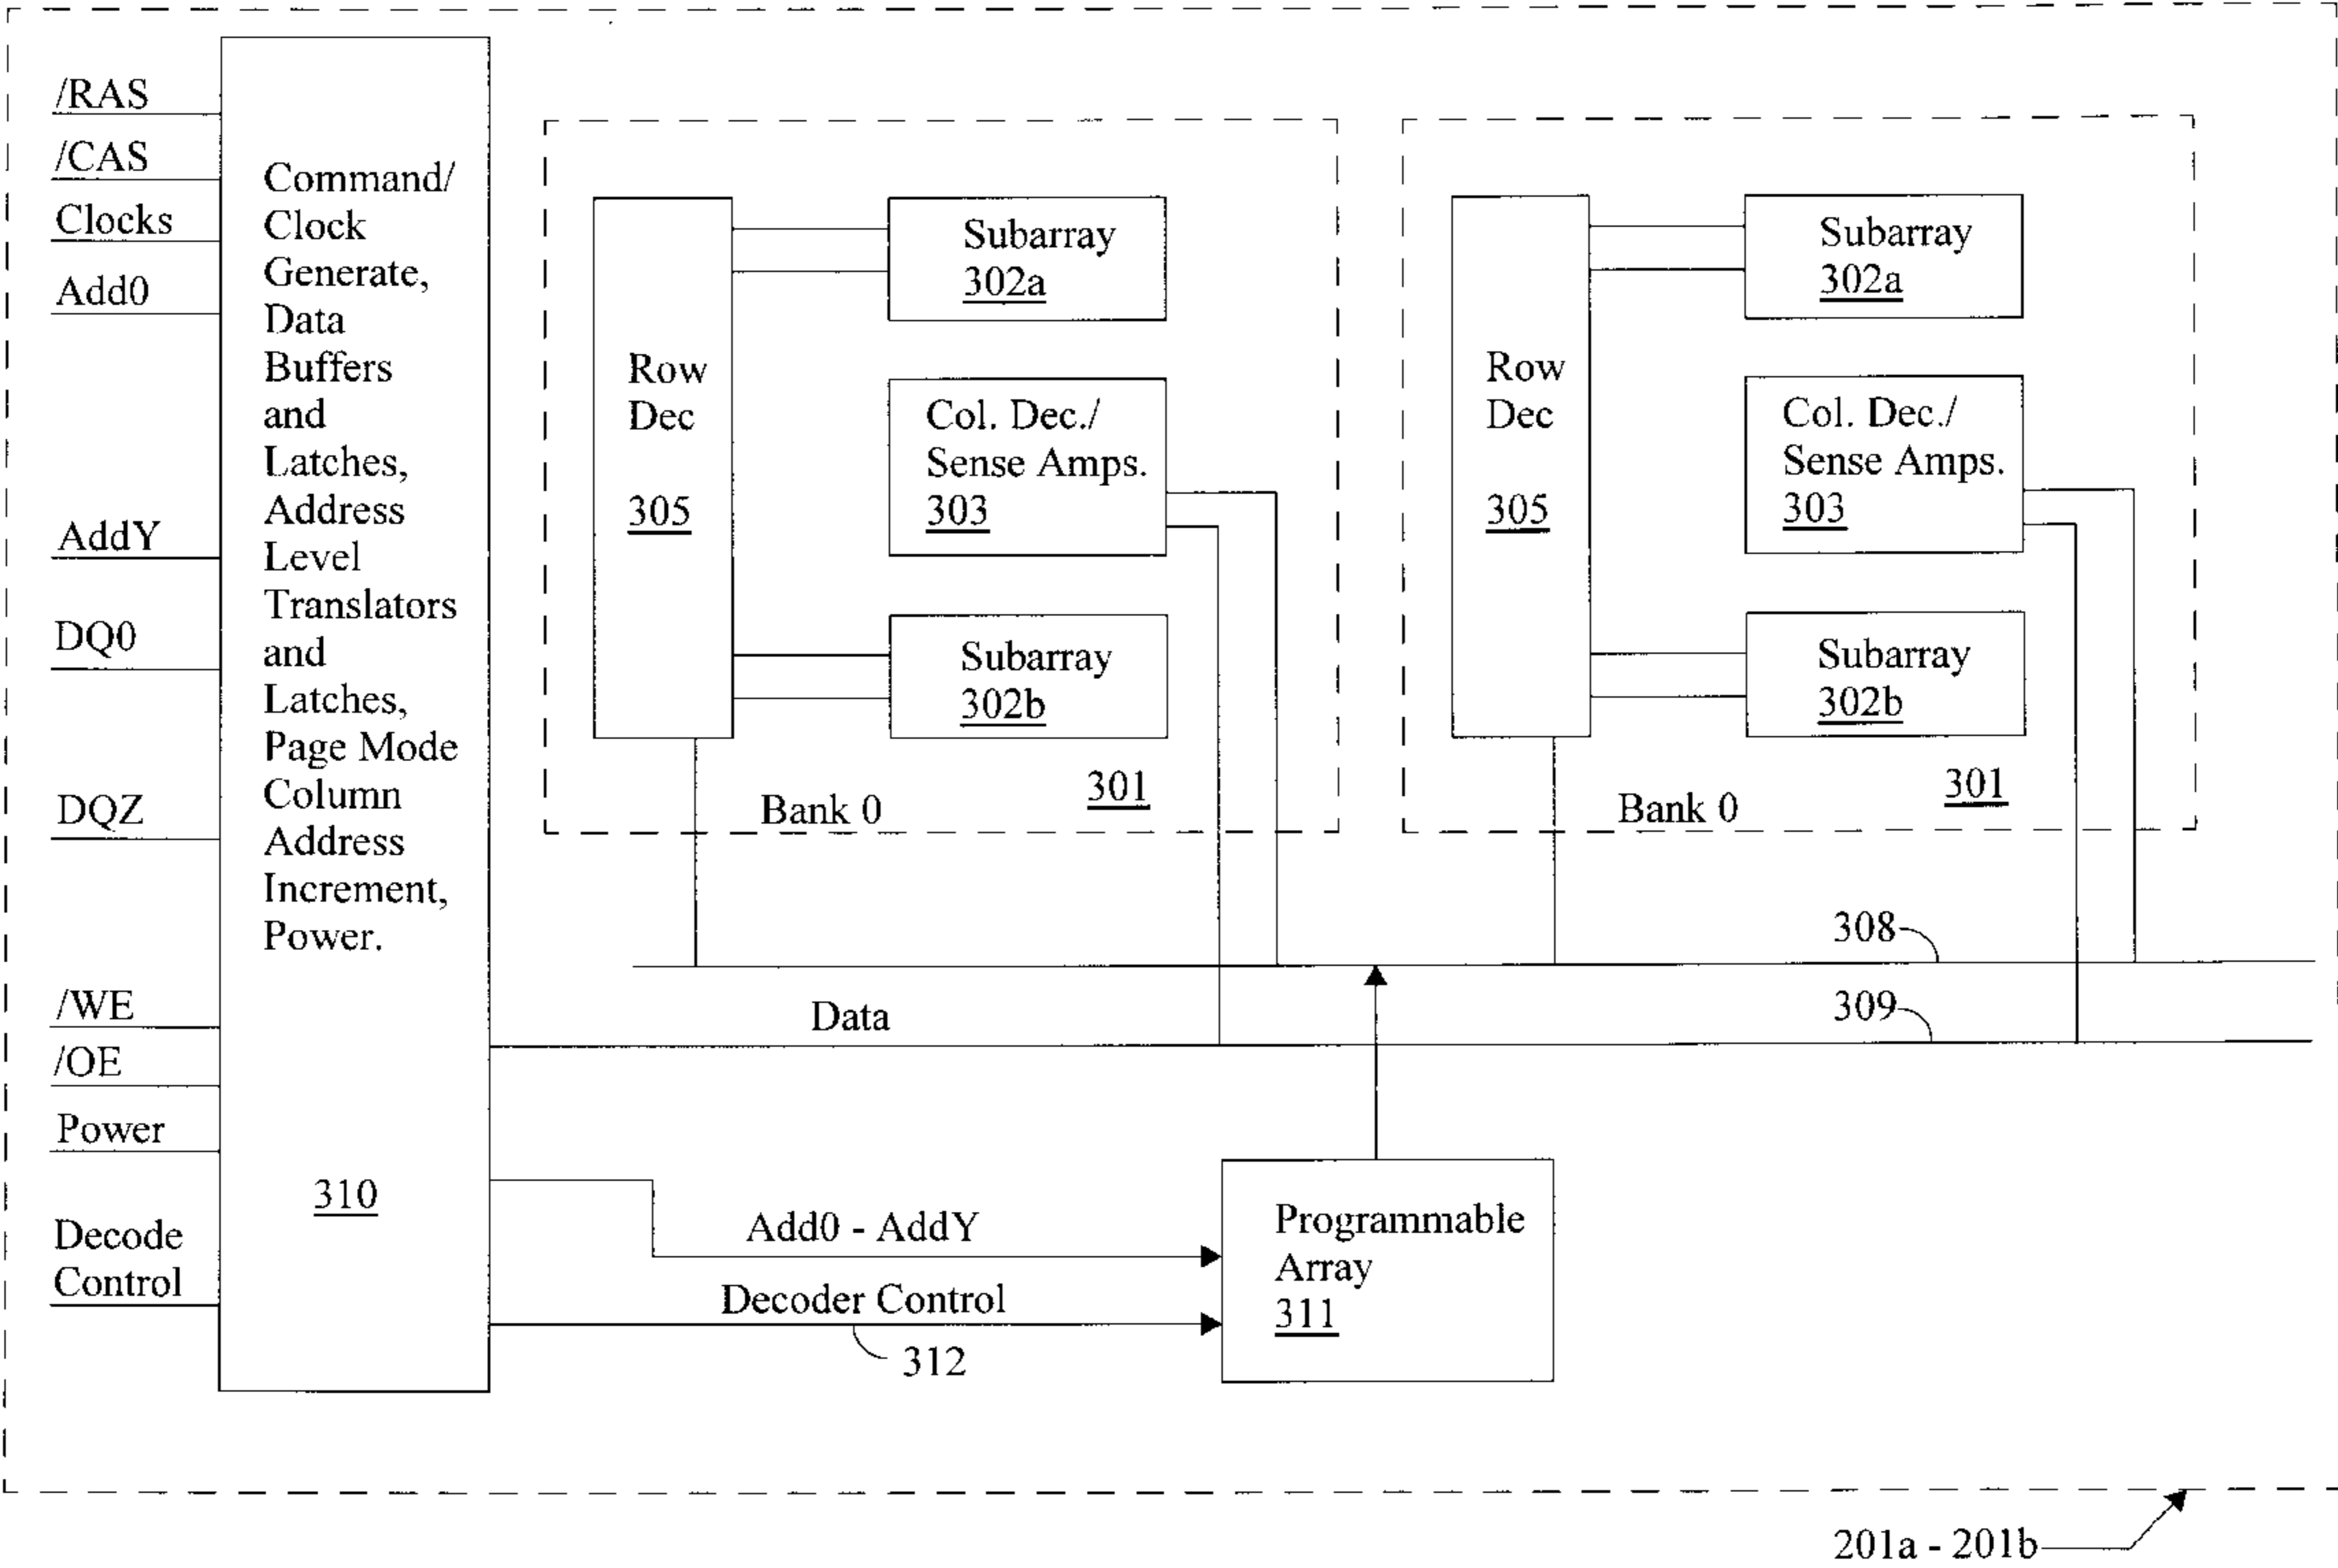 /RAS
/CAS
Clocks
Add0
AddY
DQ0
DQZ
/WE
/OE
Power
Decode
Control
Command/
Clock
Generate,
Data
Buffers
and
Latches,
Address
Level
Translators
and
Latches,
Page Mode
Column
Address
Increment,
Power.
310
Row
Dec
305
Subarray
302a
Col. Dec./
Sense Amps.
303
Subarray
302b
Bank 0
301
Row
Dec
305
Subarray
302a
Col. Dec./
Sense Amps.
303
Subarray
302b
Bank 0
301
308
Data
309
Add0 - AddY
Decoder Control
312
Programmable
Array
311
201a - 201b